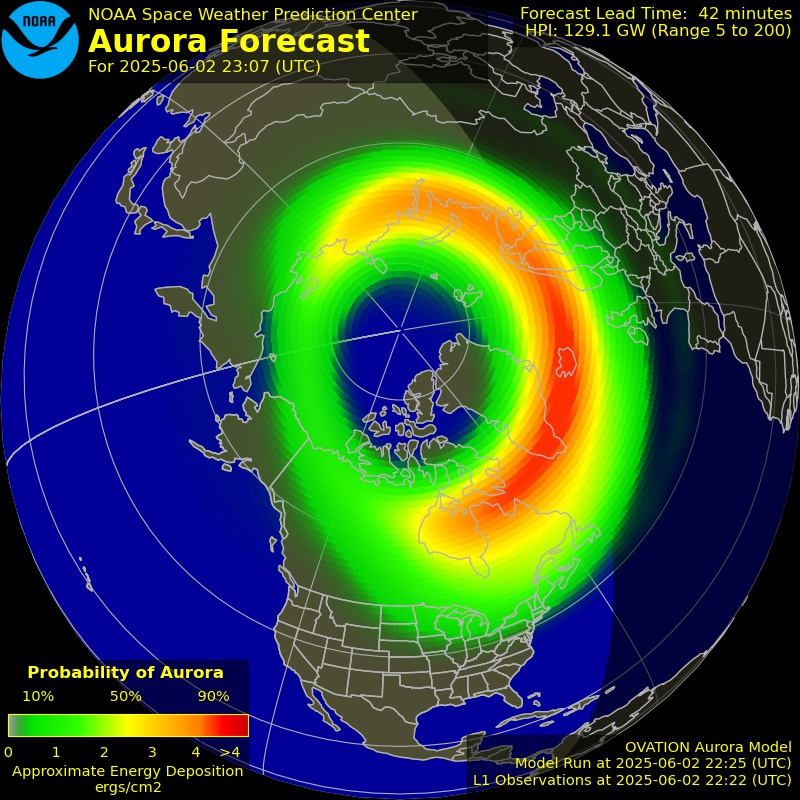 NOAA
NOAA Space Weather Prediction Center
Aurora Forecast
For 2025-06-02 23:07 (UTC)
Forecast Lead Time: 42 minutes
HPI: 129.1 GW (Range 5 to 200)
Probability of Aurora
10% 50% 90%
0 1 2 3 4 >4
Approximate Energy Deposition
ergs/cm2
OVATION Aurora Model
Model Run at 2025-06-02 22:25 (UTC)
L1 Observations at 2025-06-02 22:22 (UTC)